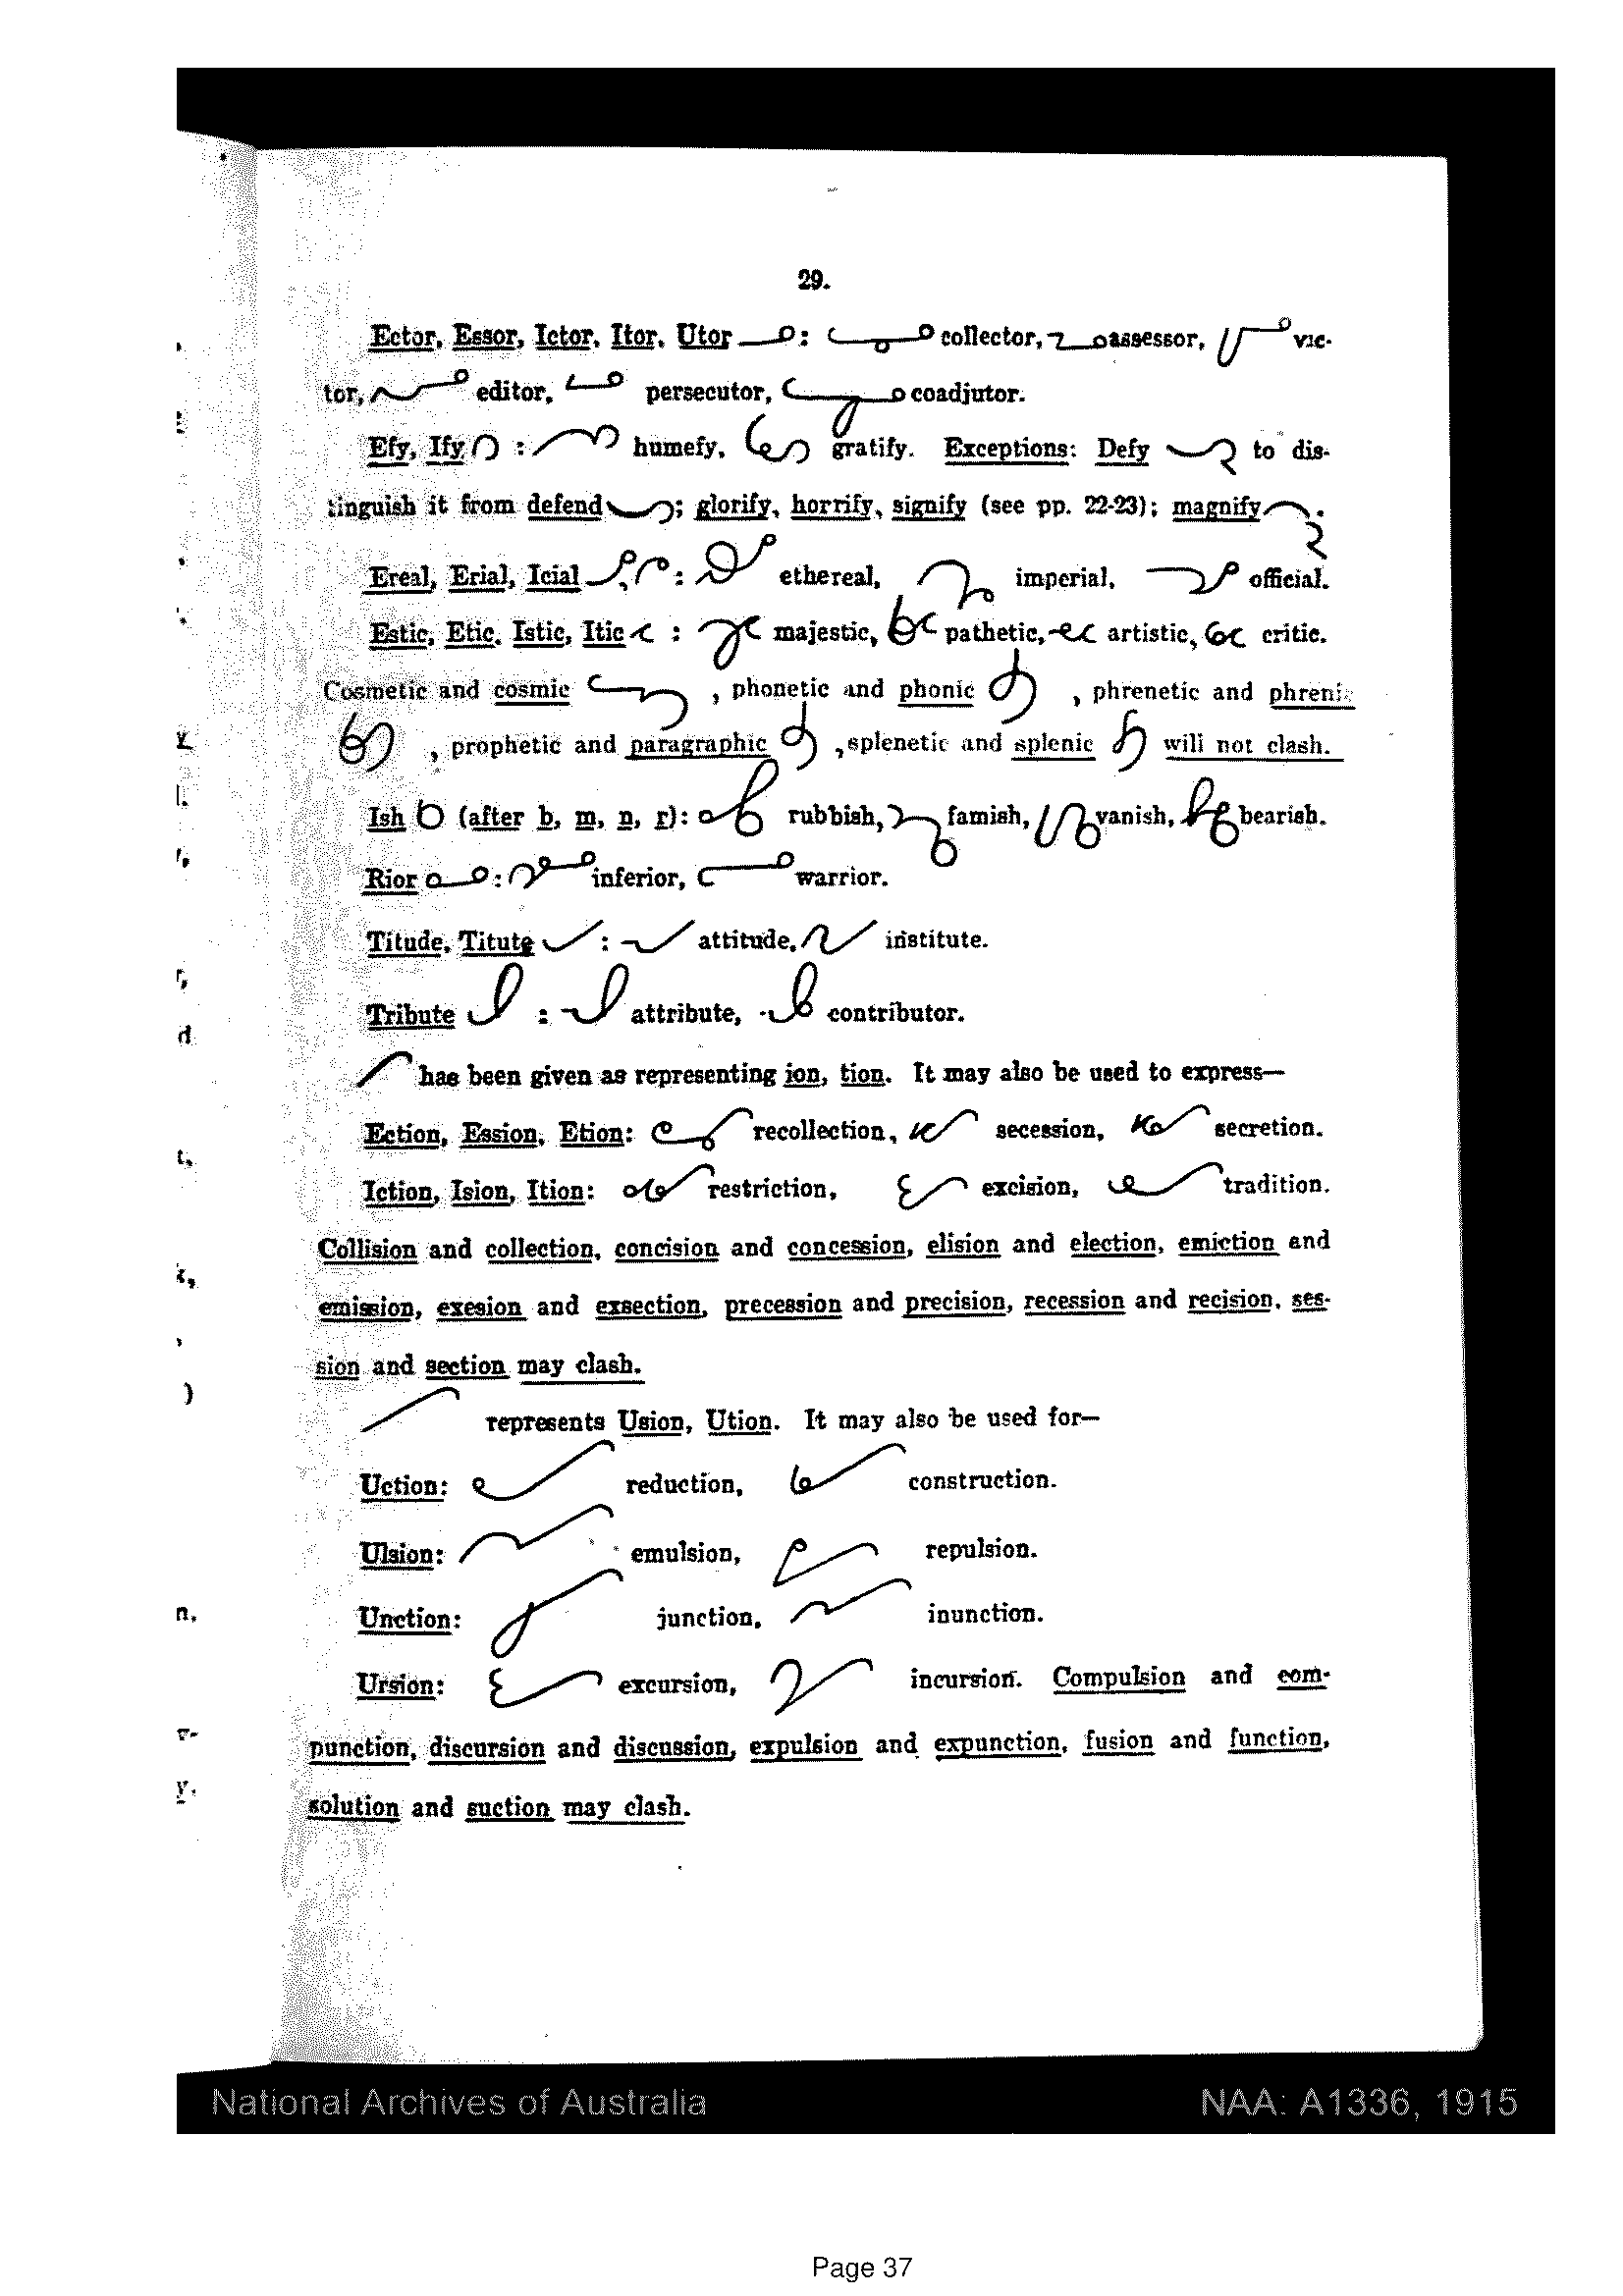 29.
Ector, Essor, Ictor, Itor, Utor : collector, assessor, vic-
tor, editor, persecutor, coadjutor.
Efy, Ify : humefy, gratify. Exceptions: Defy to dis-
tinguish it from defend ; glorify, horrify, signify (see pp. 22-23); magnify .
Ereal, Erial, Icial , : ethereal, imperial, official.
Estic, Etic, Istic, Itic : majestic, pathetic, artistic, critic.
Cosmetic and cosmic , phonetic and phonic , phrenetic and phrenic
, prophetic and paragraphic , splenetic and splenic will not clash.
Ish (after b, m, n, r): rubbish, famish, vanish, bearish.
Rior : inferior, warrior.
Titude, Titute : attitude, institute.
Tribute : attribute, contributor.
has been given as representing ion, tion. It may also be used to express—
Ection, Ession, Etion: recollection, secession, secretion.
Iction, Ision, Ition: restriction, excision, tradition.
Collision and collection, concision and concession, elision and election, emiction and
emission, exesion and exsection, precession and precision, recession and recision, ses-
sion and section may clash.
represents Usion, Ution. It may also be used for—
Uction: reduction, construction.
Ulsion: emulsion, repulsion.
Unction: junction, inunction.
Ursion: excursion, incursion. Compulsion and com-
punction, discursion and discussion, expulsion and expunction, fusion and function,
solution and suction may clash.
National Archives of Australia NAA: A1336, 1915
Page 37